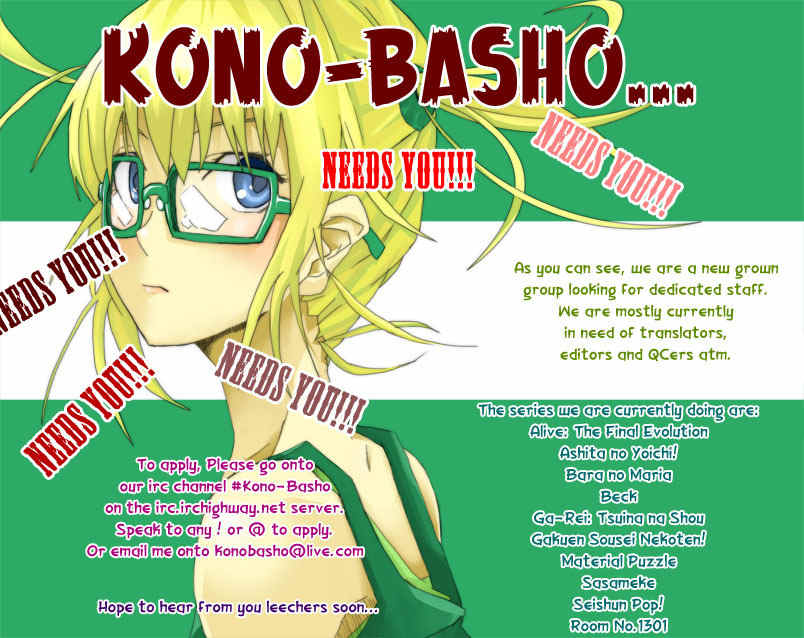 KONO-BASHO...
NEEDS YOU!!!
NEEDS YOU!!!
NEEDS YOU!!!
NEEDS YOU!!!
NEEDS YOU!!!
As you can see, we are a new grown
group looking for dedicated staff.
We are mostly currently
in need of translators,
editors and QCers atm.
The series we are currently doing are:
Alive: The Final Evolution
Ashita no Yoichi!
Bara no Maria
Beck
Ga-Rei: Tsuina na Shou
Gakuen Sousei Nekoten!
Material Puzzle
Sasameke
Seishun Pop!
Room No.1301
To apply, Please go onto
our irc channel #Kono-Basho
on the irc.irchighway.net server.
Speak to any ! or @ to apply.
Or email me onto konobasho@live.com
Hope to hear from you leechers soon...